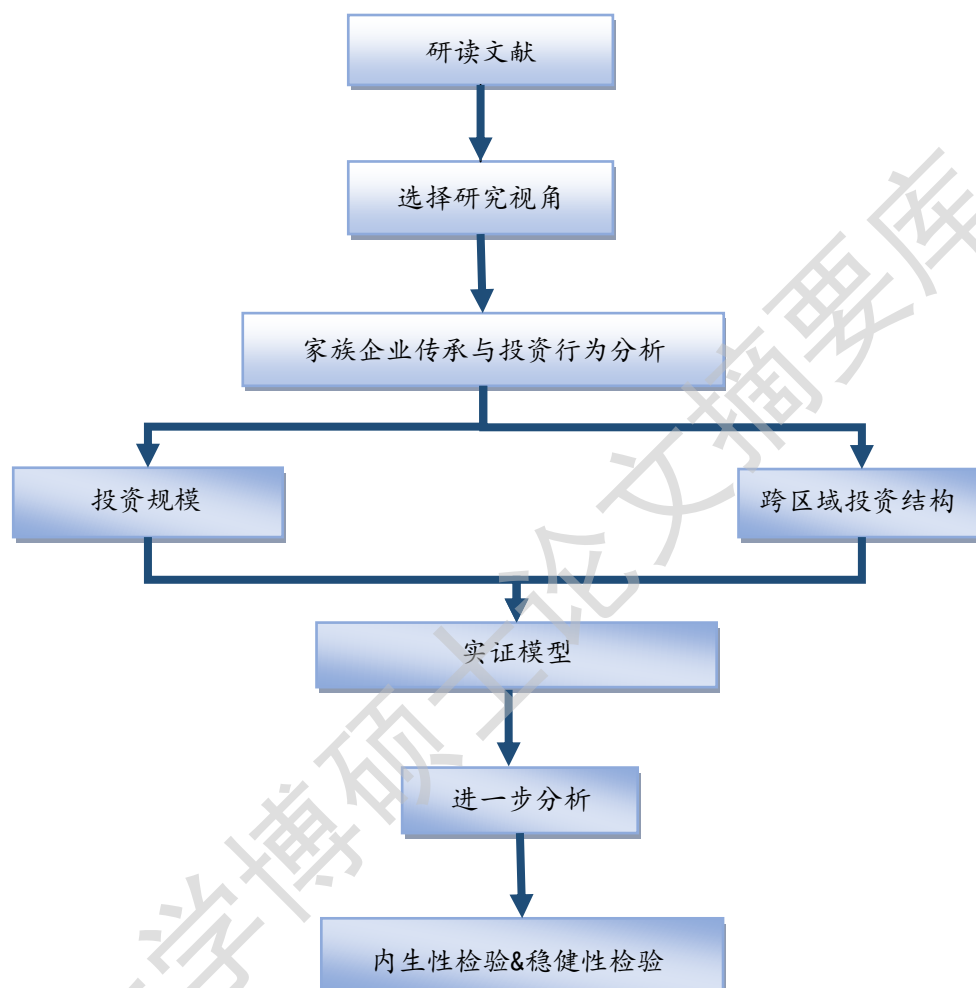 研读文献
选择研究视角
家族企业传承与投资行为分析
投资规模
跨区域投资结构
实证模型
进一步分析
内生性检验&稳健性检验
学博硕士论文摘要库